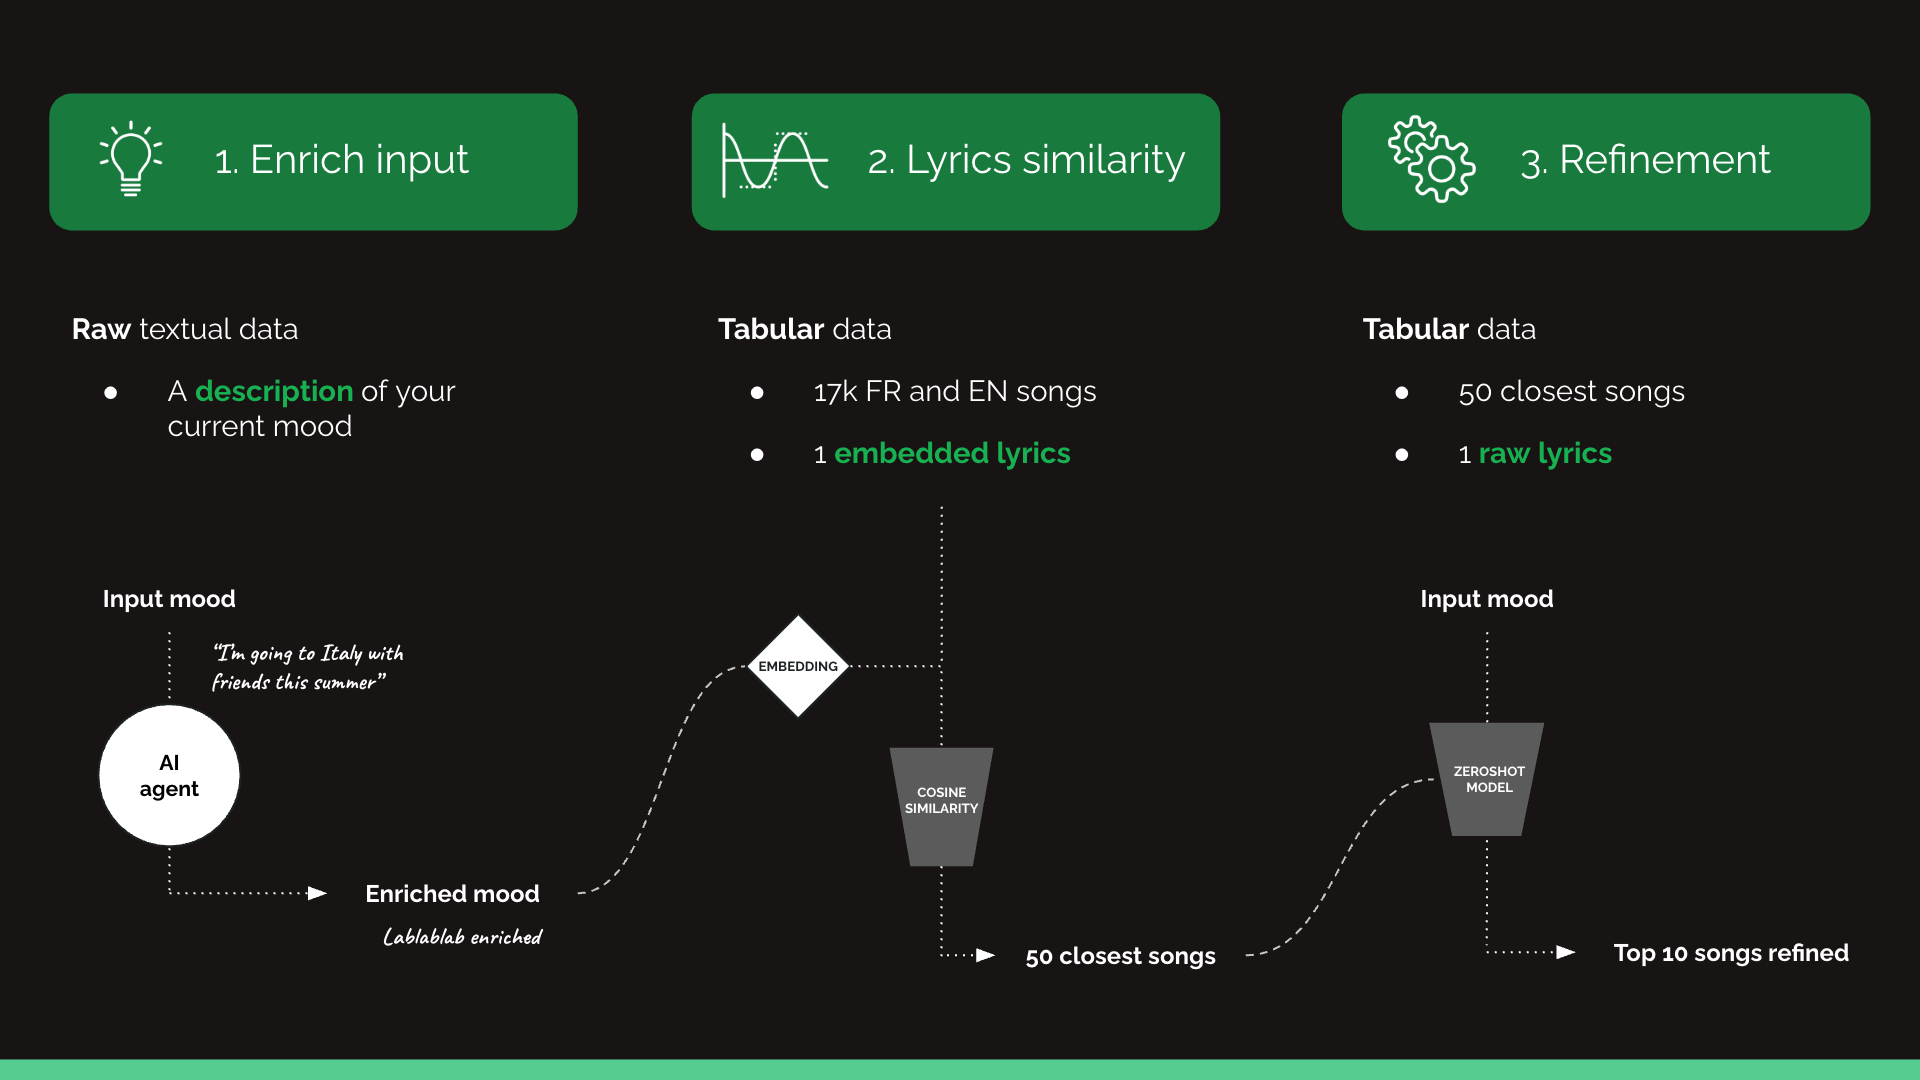 1. Enrich input
Raw textual data
● A description of your
current mood
Input mood
“I’m going to Italy with
friends this summer”
AI
agent
Enriched mood
Lablablab enriched
2. Lyrics similarity
Tabular data
● 17k FR and EN songs
● 1 embedded lyrics
EMBEDDING
COSINE
SIMILARITY
50 closest songs
3. Refinement
Tabular data
● 50 closest songs
● 1 raw lyrics
Input mood
ZEROSHOT
MODEL
Top 10 songs refined